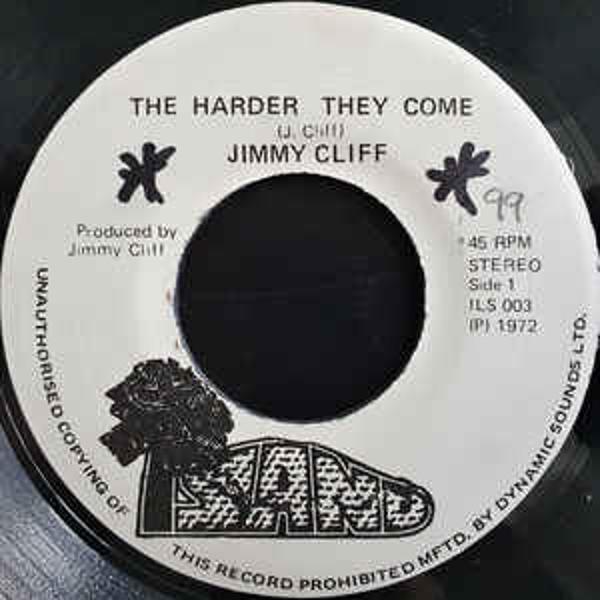 THE HARDER THEY COME
(J. Cliff)
JIMMY CLIFF
99
Produced by
Jimmy Cliff
45 RPM
STEREO
Side 1
ILS 003
(P) 1972
ISLAND
UNAUTHORISED COPYING OF THIS RECORD PROHIBITED MFTD. BY DYNAMIC SOUNDS LTD.